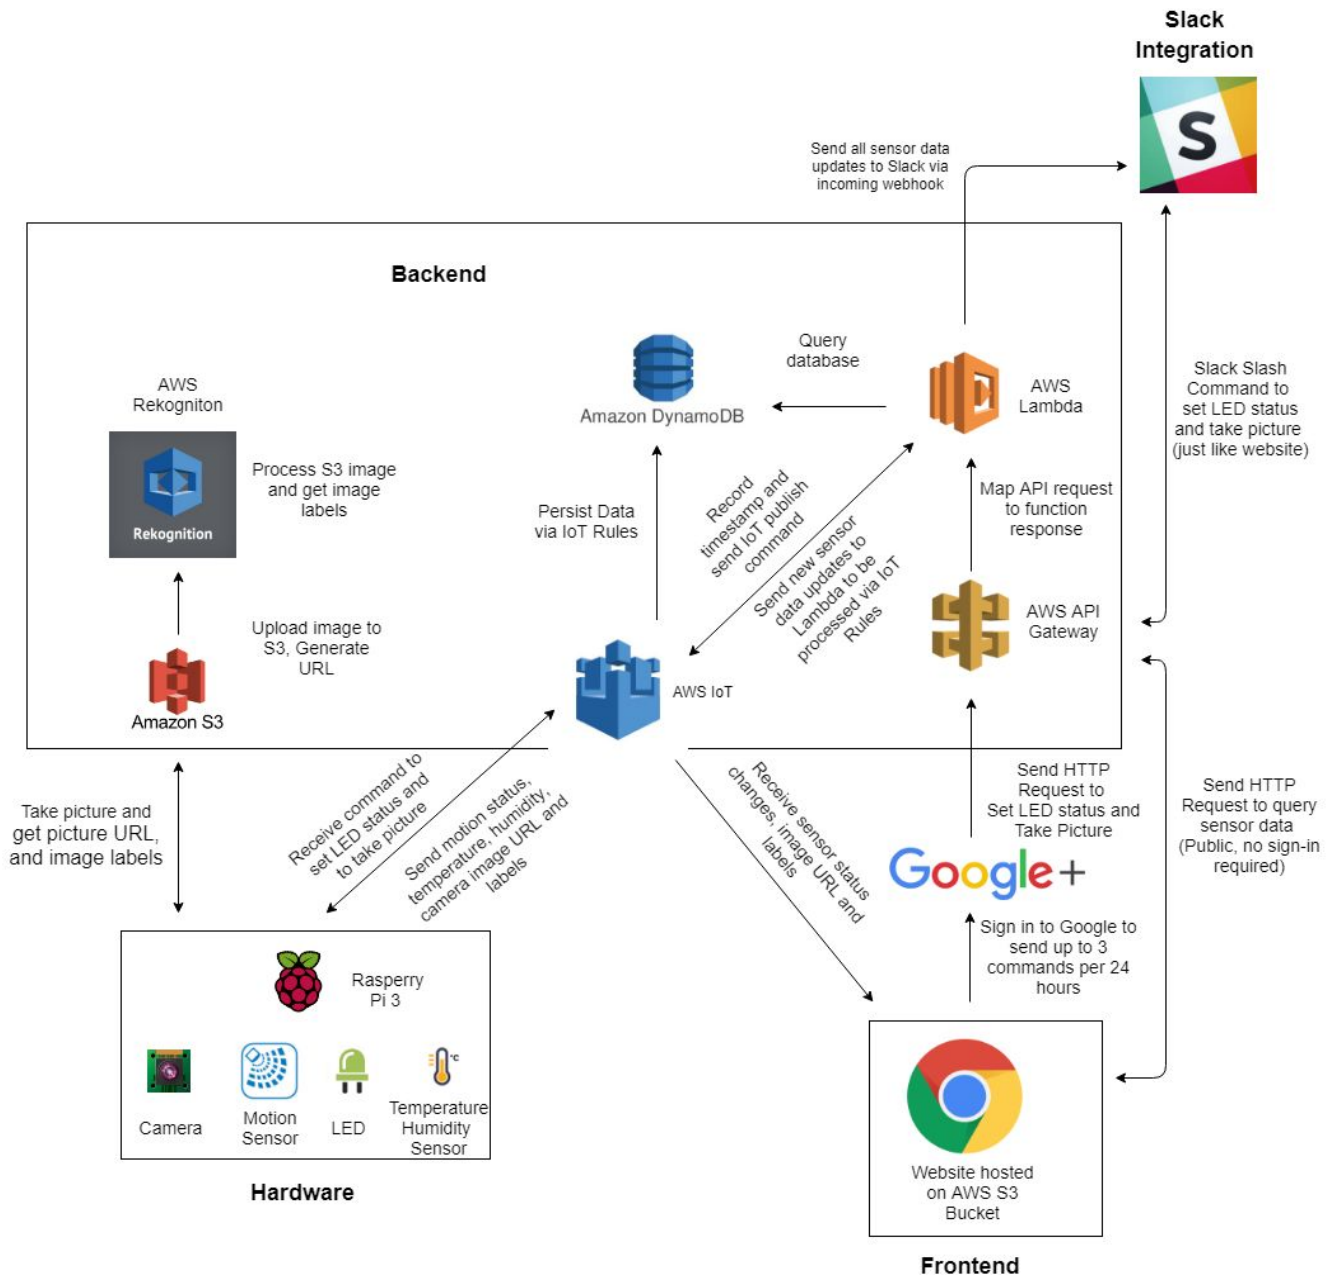 Slack
Integration
S
Send all sensor data
updates to Slack via
incoming webhook
Backend
Query
database
AWS
Lambda
Amazon DynamoDB
AWS
Rekogniton
Rekognition
Process S3 image
and get image
labels
Persist Data
via IoT Rules
Record
timestamp and
send IoT publish
command
Send new sensor
data updates to
Lambda to be
processed via IoT
Rules
Map API request
to function
response
Slack Slash
Command to
set LED status
and take picture
(just like website)
Upload image to
S3, Generate
URL
Amazon S3
AWS IoT
AWS API
Gateway
Take picture and
get picture URL,
and image labels
Receive command to
set LED status and
to take picture
Send motion status,
temperature, humidity,
camera image URL and
labels
Receive sensor status
changes, image URL and
labels
Send HTTP
Request to
Set LED status and
Take Picture
Send HTTP
Request to query
sensor data
(Public, no sign-in
required)
Google+
Sign in to Google to
send up to 3
commands per 24
hours
Rasperry
Pi 3
°C
Camera
Motion
Sensor
LED
Temperature
Humidity
Sensor
Hardware
Website hosted
on AWS S3
Bucket
Frontend